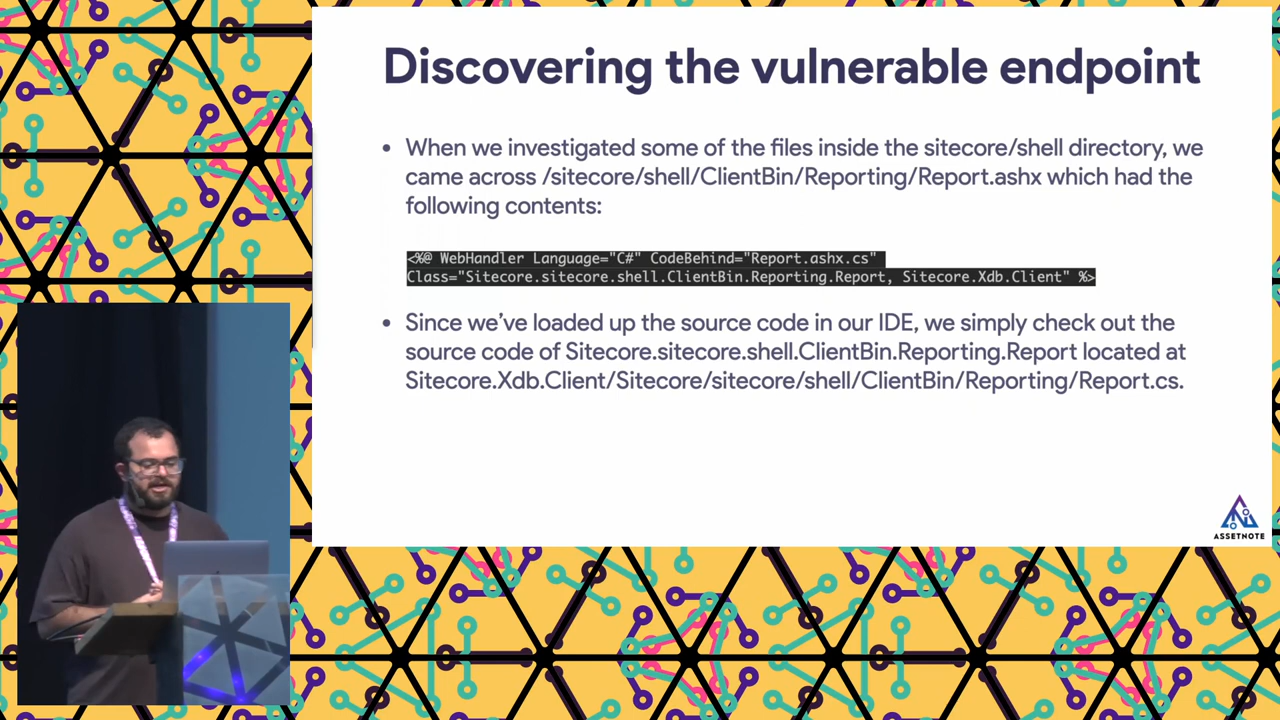 Discovering the vulnerable endpoint
• When we investigated some of the files inside the sitecore/shell directory, we
came across /sitecore/shell/ClientBin/Reporting/Report.ashx which had the
following contents:
<%@ WebHandler Language="C#" CodeBehind="Report.ashx.cs"
Class="Sitecore.sitecore.shell.ClientBin.Reporting.Report, Sitecore.Xdb.Client" %>
• Since we’ve loaded up the source code in our IDE, we simply check out the
source code of Sitecore.sitecore.shell.ClientBin.Reporting.Report located at
Sitecore.Xdb.Client/Sitecore/sitecore/shell/ClientBin/Reporting/Report.cs.
ASSETNOTE